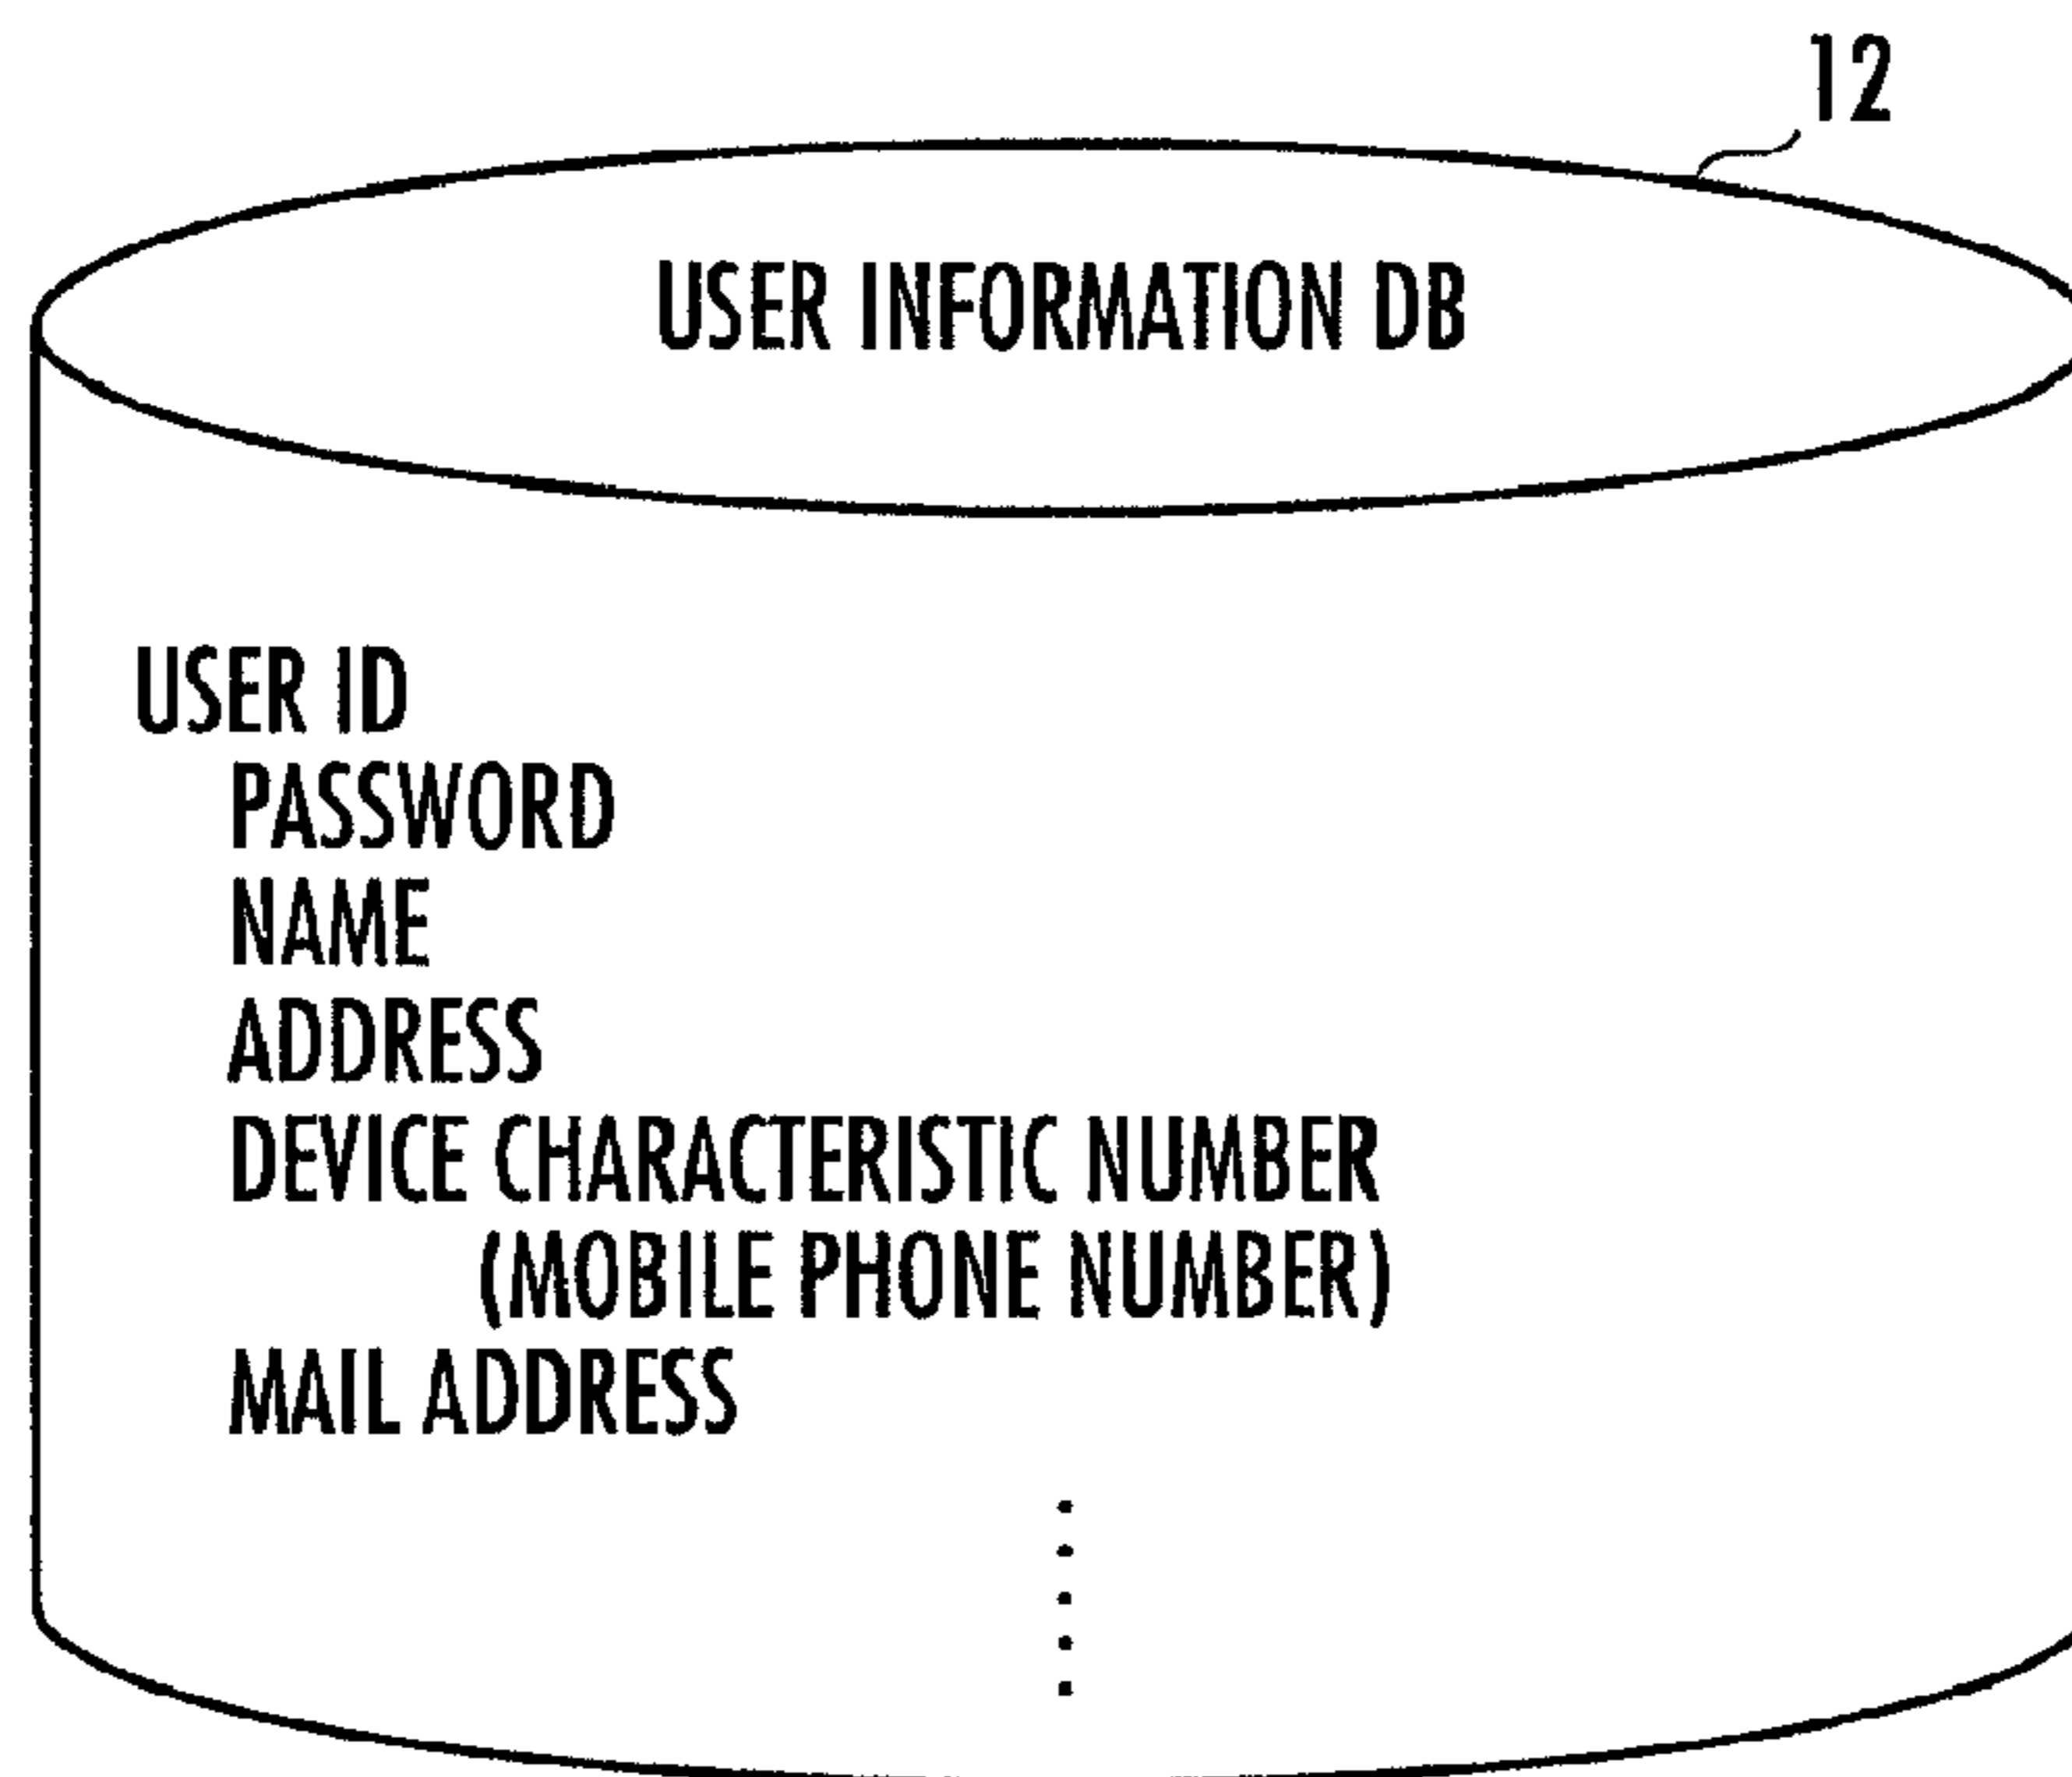 12
USER INFORMATION DB
USER ID
PASSWORD
NAME
ADDRESS
DEVICE CHARACTERISTIC NUMBER
(MOBILE PHONE NUMBER)
MAIL ADDRESS